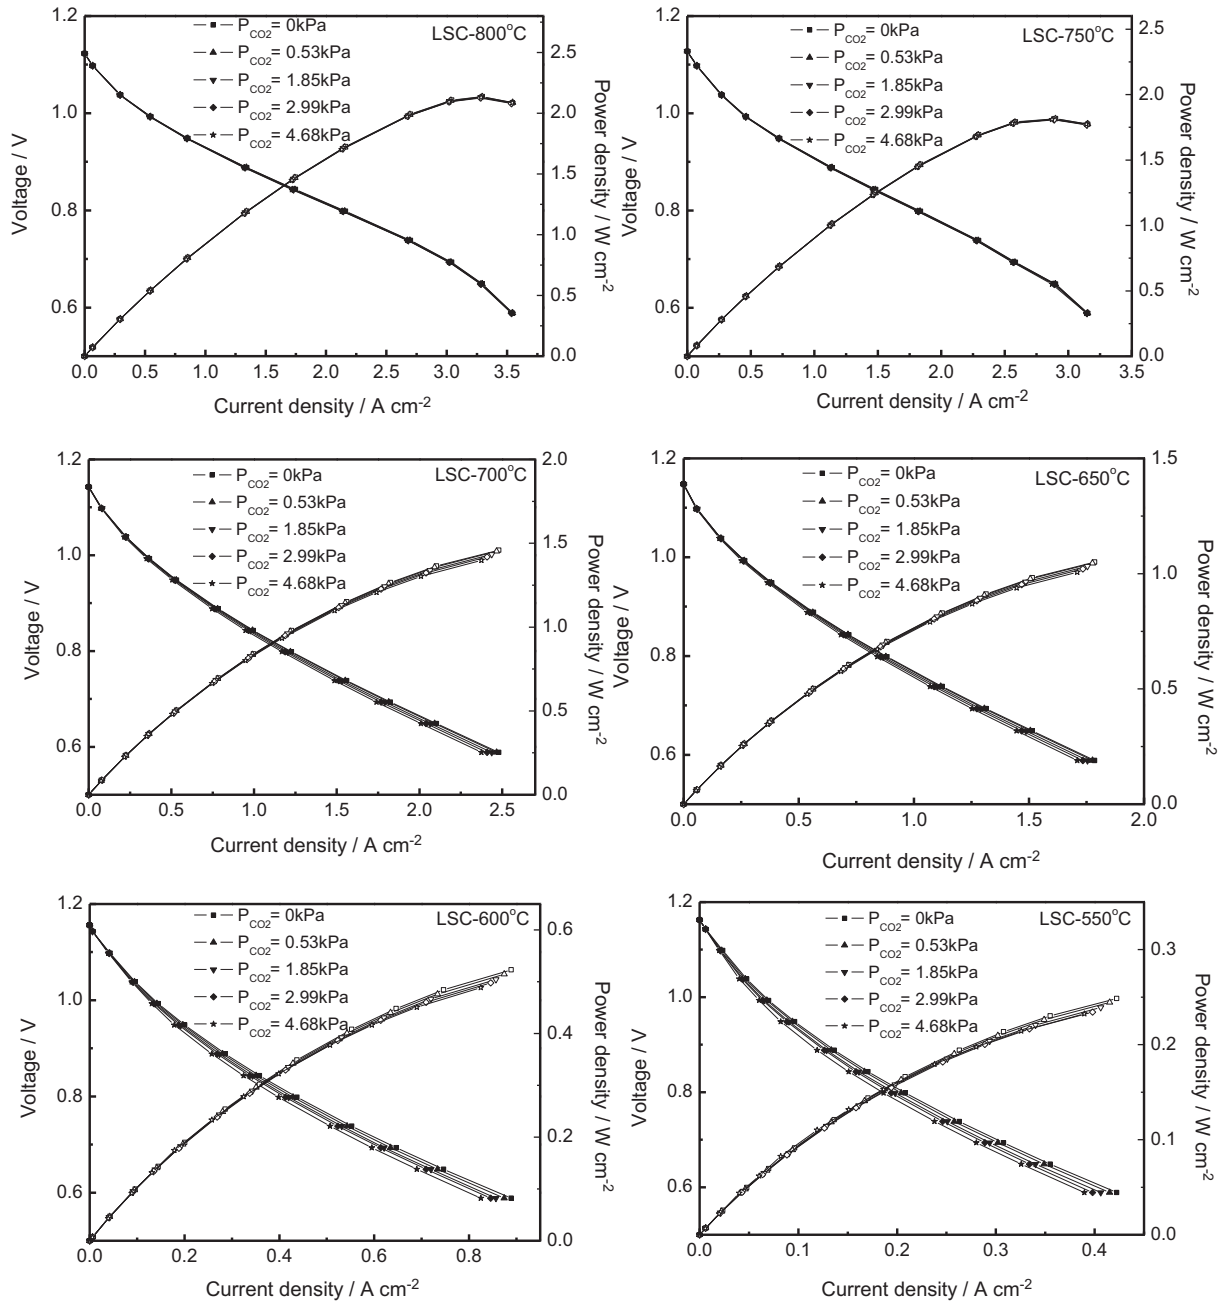 1.2
P_CO2= 0kPa
LSC-800°C
P_CO2= 0.53kPa
2.5
P_CO2= 1.85kPa
P_CO2= 2.99kPa
1.0
2.0
P_CO2= 4.68kPa
1.5
0.8
1.0
0.6
0.5
0.0
0.0 0.5 1.0 1.5 2.0 2.5 3.0 3.5
Voltage / V
Power density / W cm-2
Current density / A cm-2
1.2
2.5
P_CO2= 0kPa
LSC-750°C
P_CO2= 0.53kPa
P_CO2= 1.85kPa
2.0
P_CO2= 2.99kPa
1.0
P_CO2= 4.68kPa
1.5
0.8
1.0
0.6
0.5
0.0
0.0 0.5 1.0 1.5 2.0 2.5 3.0 3.5
Voltage / V
Power density / W cm-2
Current density / A cm-2
1.2
2.0
P_CO2= 0kPa
LSC-700°C
P_CO2= 0.53kPa
P_CO2= 1.85kPa
1.0
1.5
P_CO2= 2.99kPa
P_CO2= 4.68kPa
0.8
1.0
0.6
0.5
0.0
0.0 0.5 1.0 1.5 2.0 2.5
Voltage / V
Power density / W cm-2
Current density / A cm-2
1.2
1.5
P_CO2= 0kPa
LSC-650°C
P_CO2= 0.53kPa
P_CO2= 1.85kPa
1.0
P_CO2= 2.99kPa
1.0
P_CO2= 4.68kPa
0.8
0.5
0.6
0.0
0.0 0.5 1.0 1.5 2.0
Voltage / V
Power density / W cm-2
Current density / A cm-2
1.2
P_CO2= 0kPa
LSC-600°C
0.6
P_CO2= 0.53kPa
P_CO2= 1.85kPa
1.0
P_CO2= 2.99kPa
P_CO2= 4.68kPa
0.4
0.8
0.2
0.6
0.0
0.0 0.2 0.4 0.6 0.8
Voltage / V
Power density / W cm-2
Current density / A cm-2
1.2
P_CO2= 0kPa
LSC-550°C
P_CO2= 0.53kPa
0.3
P_CO2= 1.85kPa
1.0
P_CO2= 2.99kPa
P_CO2= 4.68kPa
0.2
0.8
0.1
0.6
0.0
0.0 0.1 0.2 0.3 0.4
Voltage / V
Power density / W cm-2
Current density / A cm-2